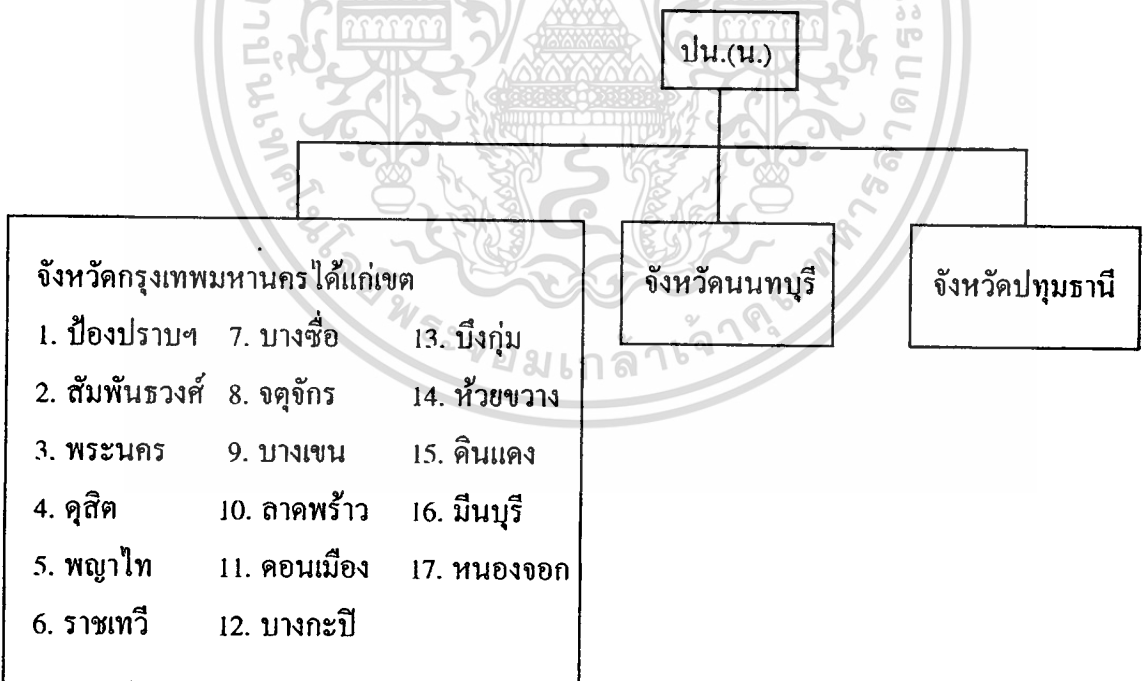 ปน.(น.)
จังหวัดกรุงเทพมหานคร ได้แก่เขต
1. ป้องปราบฯ 7. บางซื่อ 13. บึงกุ่ม
2. สัมพันธวงศ์ 8. จตุจักร 14. ห้วยขวาง
3. พระนคร 9. บางเขน 15. ดินแดง
4. ดุสิต 10. ลาดพร้าว 16. มีนบุรี
5. พญาไท 11. ดอนเมือง 17. หนองจอก
6. ราชเทวี 12. บางกะปิ
จังหวัดนนทบุรี
จังหวัดปทุมธานี